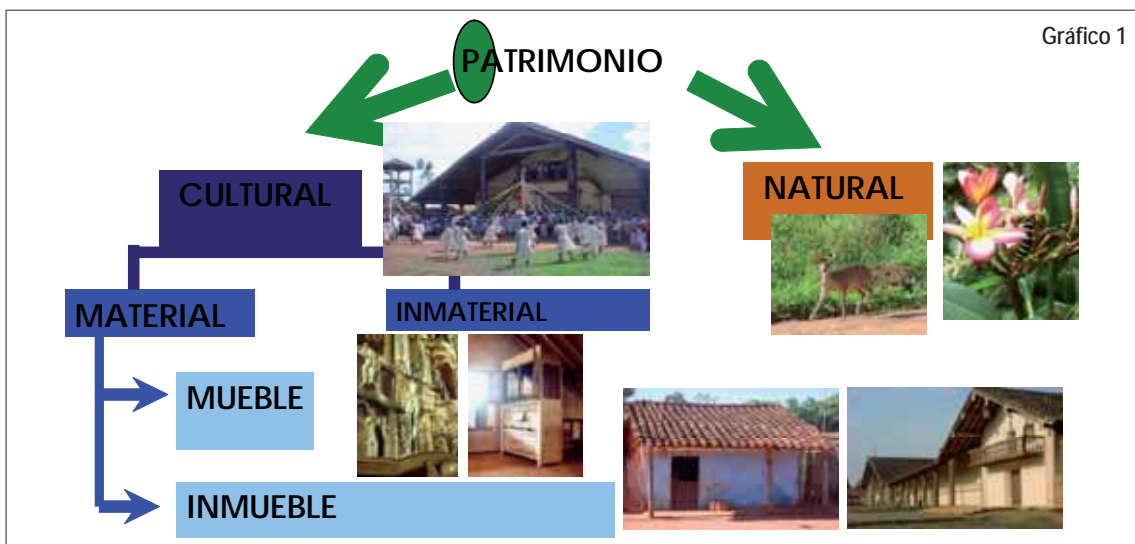 Gráfico 1
PATRIMONIO
CULTURAL
NATURAL
MATERIAL
INMATERIAL
MUEBLE
INMUEBLE